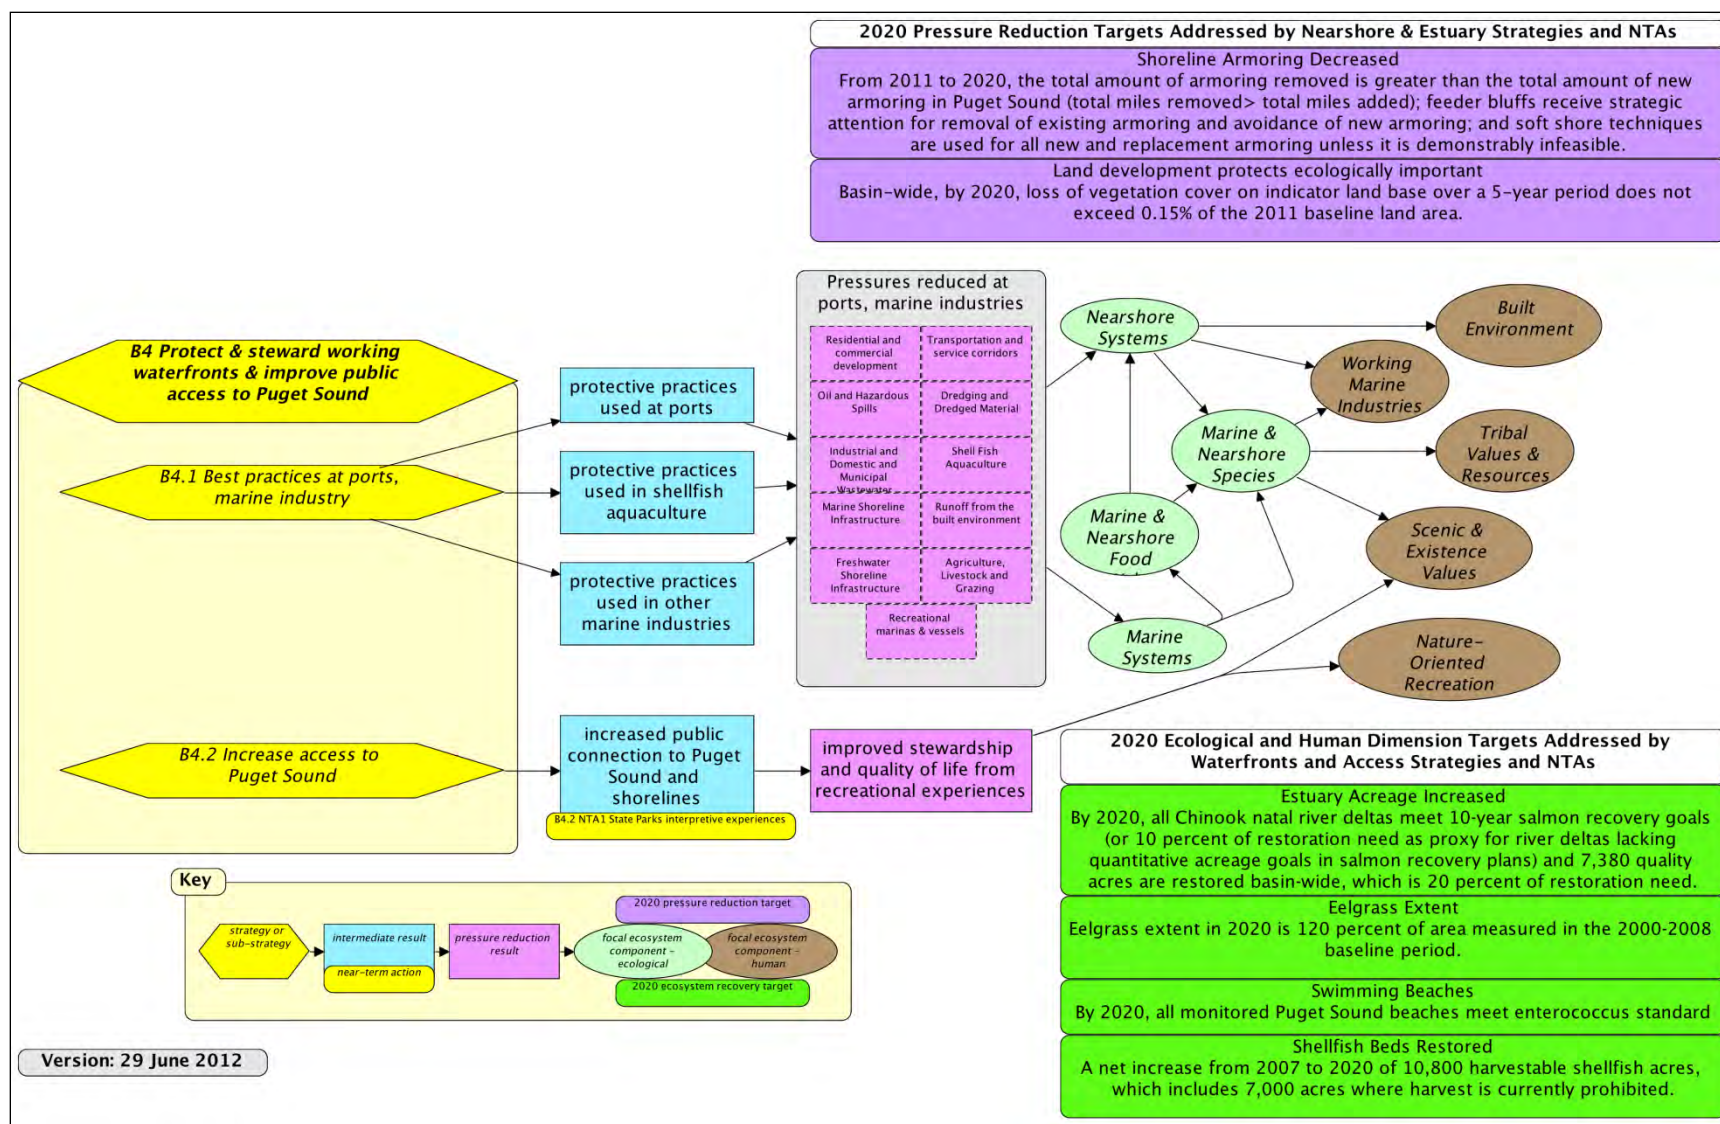 2020 Pressure Reduction Targets Addressed by Nearshore & Estuary Strategies and NTAs
Shoreline Armoring Decreased
From 2011 to 2020, the total amount of armoring removed is greater than the total amount of new
armoring in Puget Sound (total miles removed> total miles added); feeder bluffs receive strategic
attention for removal of existing armoring and avoidance of new armoring; and soft shore techniques
are used for all new and replacement armoring unless it is demonstrably infeasible.
Land development protects ecologically important
Basin-wide, by 2020, loss of vegetation cover on indicator land base over a 5-year period does not
exceed 0.15% of the 2011 baseline land area.
B4 Protect & steward working
waterfronts & improve public
access to Puget Sound
B4.1 Best practices at ports,
marine industry
B4.2 Increase access to
Puget Sound
protective practices
used at ports
protective practices
used in shellfish
aquaculture
protective practices
used in other
marine industries
increased public
connection to Puget
Sound and
shorelines
B4.2 NTA1 State Parks interpretive experiences
Pressures reduced at
ports, marine industries
Residential and
commercial
development
Transportation and
service corridors
Oil and Hazardous
Spills
Dredging and
Dredged Material
Industrial and
Domestic and
Municipal
Wastewater
Shell Fish
Aquaculture
Marine Shoreline
Infrastructure
Runoff from the
built environment
Freshwater
Shoreline
Infrastructure
Agriculture,
Livestock and
Grazing
Recreational
marinas & vessels
improved stewardship
and quality of life from
recreational experiences
Nearshore
Systems
Marine &
Nearshore
Species
Marine &
Nearshore
Food
Marine
Systems
Built
Environment
Working
Marine
Industries
Tribal
Values &
Resources
Scenic &
Existence
Values
Nature-
Oriented
Recreation
2020 Ecological and Human Dimension Targets Addressed by
Waterfronts and Access Strategies and NTAs
Estuary Acreage Increased
By 2020, all Chinook natal river deltas meet 10-year salmon recovery goals
(or 10 percent of restoration need as proxy for river deltas lacking
quantitative acreage goals in salmon recovery plans) and 7,380 quality
acres are restored basin-wide, which is 20 percent of restoration need.
Eelgrass Extent
Eelgrass extent in 2020 is 120 percent of area measured in the 2000-2008
baseline period.
Swimming Beaches
By 2020, all monitored Puget Sound beaches meet enterococcus standard
Shellfish Beds Restored
A net increase from 2007 to 2020 of 10,800 harvestable shellfish acres,
which includes 7,000 acres where harvest is currently prohibited.
Key
strategy or
sub-strategy
intermediate result
near-term action
pressure reduction
result
2020 pressure reduction target
focal ecosystem
component -
ecological
focal ecosystem
component -
human
2020 ecosystem recovery target
Version: 29 June 2012